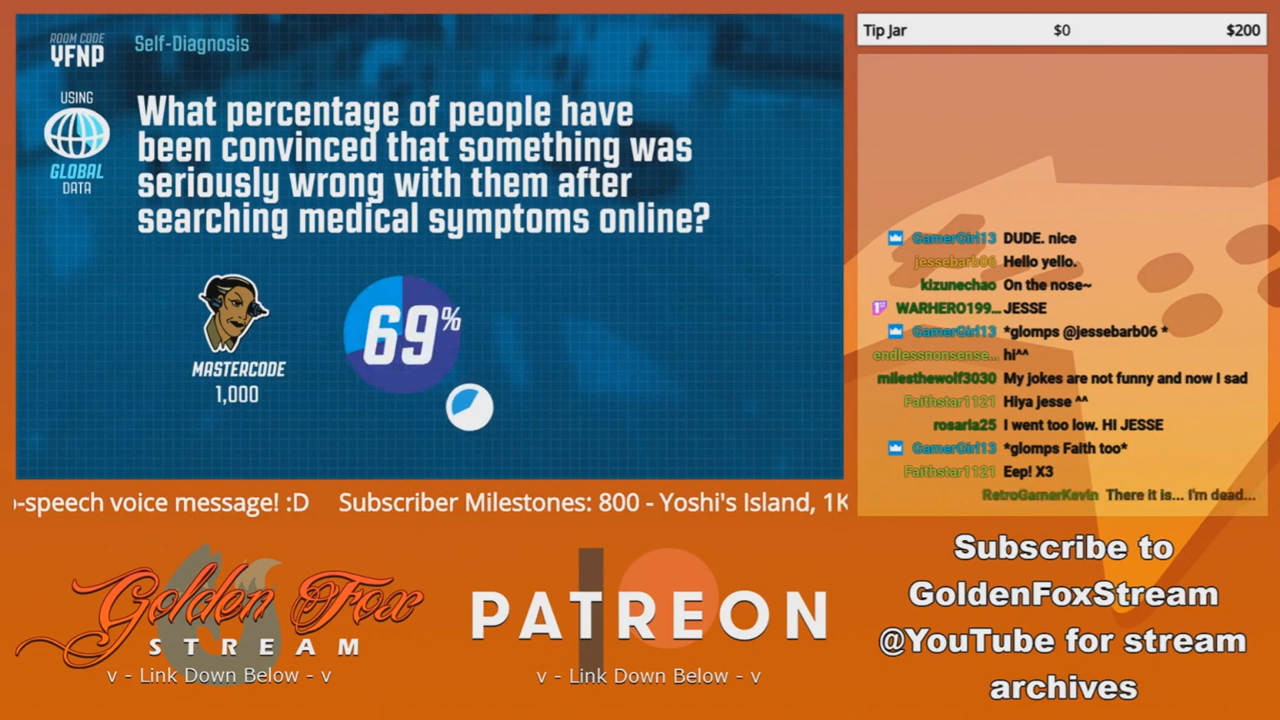 ROOM CODE
YFNP
Self-Diagnosis
USING
GLOBAL
DATA
What percentage of people have
been convinced that something was
seriously wrong with them after
searching medical symptoms online?
69%
MASTERCODE
1,000
Tip Jar $0 $200
GamerGirl13 DUDE. nice
jessebarb06 Hello yello.
kizunechao On the nose~
WARHERO199... JESSE
GamerGirl13 *glomps @jessebarb06 *
endlessnonsense... hi^^
milesthewolf3030 My jokes are not funny and now I sad
Faithstar1121 Hiya jesse ^^
rosaria25 I went too low. HI JESSE
GamerGirl13 *glomps Faith too*
Faithstar1121 Eep! X3
RetroGamerKevin There it is... I'm dead...
-speech voice message! :D Subscriber Milestones: 800 - Yoshi's Island, 1K
Golden Fox
STREAM
v - Link Down Below - v
PATREON
v - Link Down Below - v
Subscribe to
GoldenFoxStream
@YouTube for stream
archives